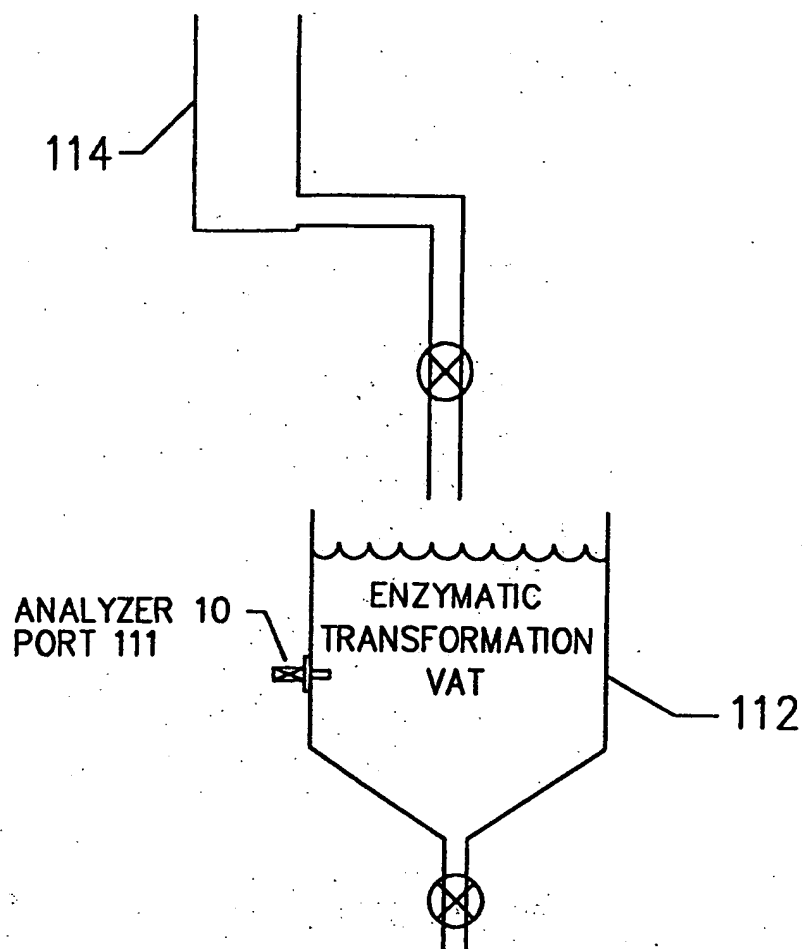 114
ENZYMATIC
TRANSFORMATION
VAT
ANALYZER 10
PORT 111
112